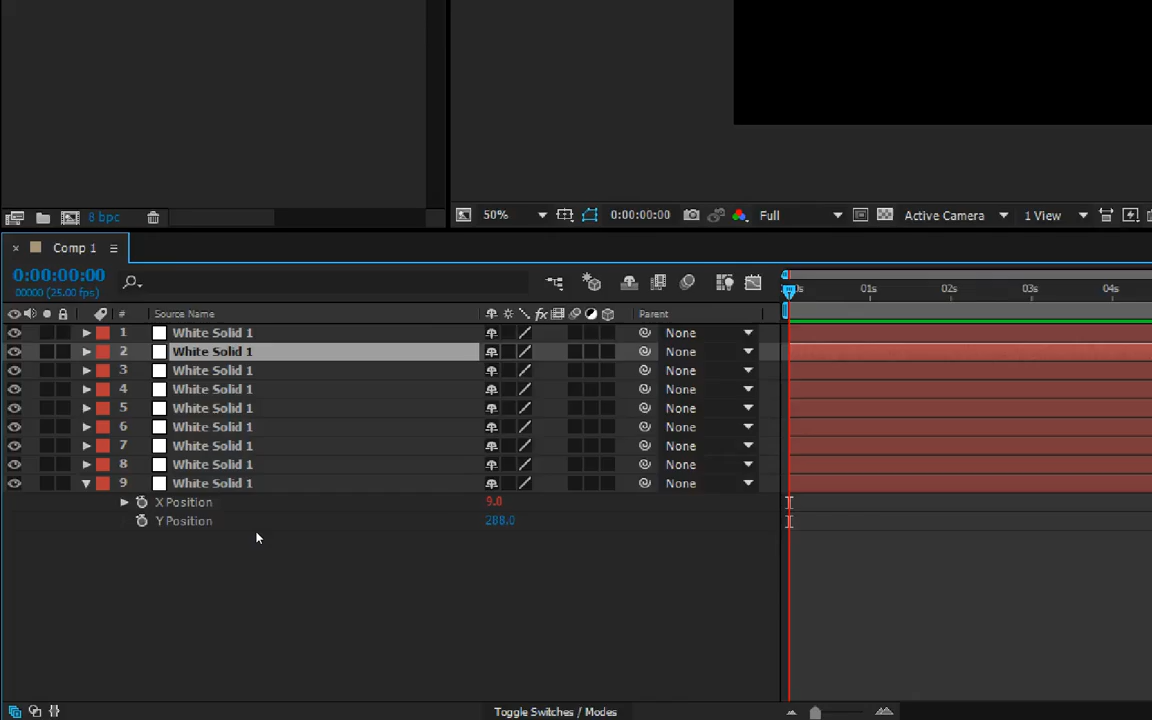 8 bpc
50%
0:00:00:00
Full
Active Camera
1 View
Comp 1
0:00:00:00
00000 (25.00 fps)
01s
02s
03s
04s
#
Source Name
Parent
1 White Solid 1 None
2 White Solid 1 None
3 White Solid 1 None
4 White Solid 1 None
5 White Solid 1 None
6 White Solid 1 None
7 White Solid 1 None
8 White Solid 1 None
9 White Solid 1 None
X Position 9.0
Y Position 288.0
Toggle Switches / Modes